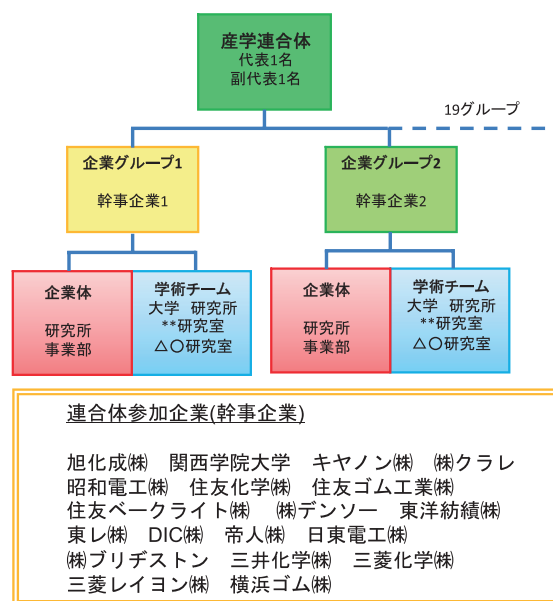 産学連合体
代表1名
副代表1名
19グループ
企業グループ1
幹事企業1
企業グループ2
幹事企業2
企業体
研究所
事業部
学術チーム
大学 研究所
**研究室
△〇研究室
企業体
研究所
事業部
学術チーム
大学 研究所
**研究室
△〇研究室
連合体参加企業(幹事企業)
旭化成㈱ 関西学院大学 キヤノン㈱ ㈱クラレ
昭和電工㈱ 住友化学㈱ 住友ゴム工業㈱
住友ベークライト㈱ ㈱デンソー 東洋紡績㈱
東レ㈱ DIC㈱ 帝人㈱ 日東電工㈱
㈱ブリヂストン 三井化学㈱ 三菱化学㈱
三菱レイヨン㈱ 横浜ゴム㈱